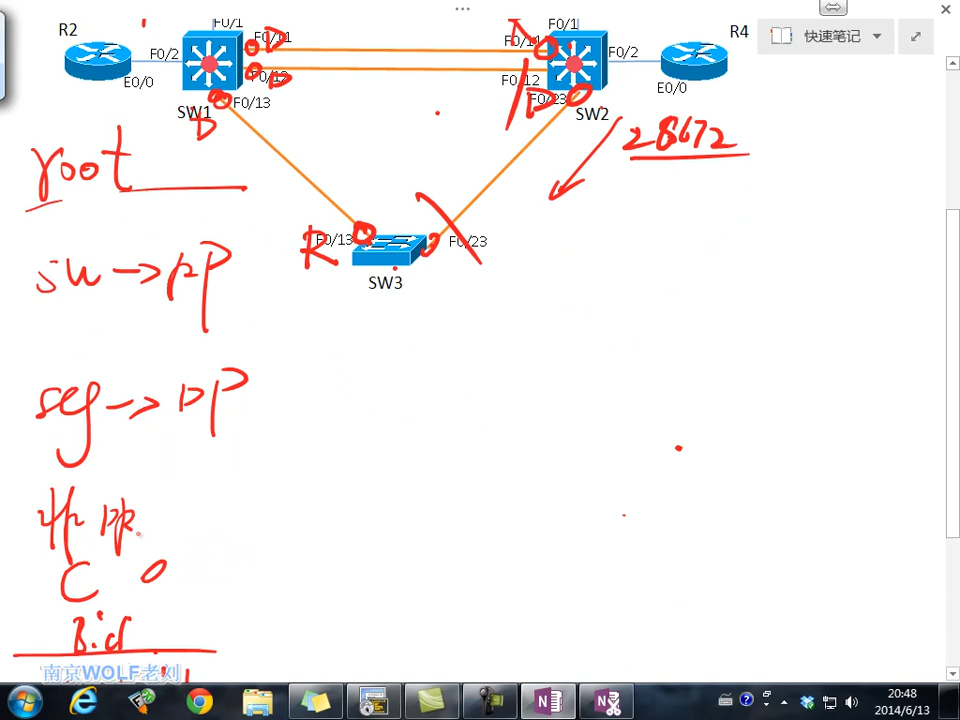 快速笔记
R2
F0/1
F0/1
R4
F0/2
F0/11
F0/11
F0/2
F0/12
F0/12
E0/0
F0/13
F0/23
E0/0
SW1
SW2
D
D
D
D
28672
root
R
F0/13
F0/23
SW3
sw→RP
seg→DP
C
Bid
南京WOLF老刘
20:48
2014/6/13